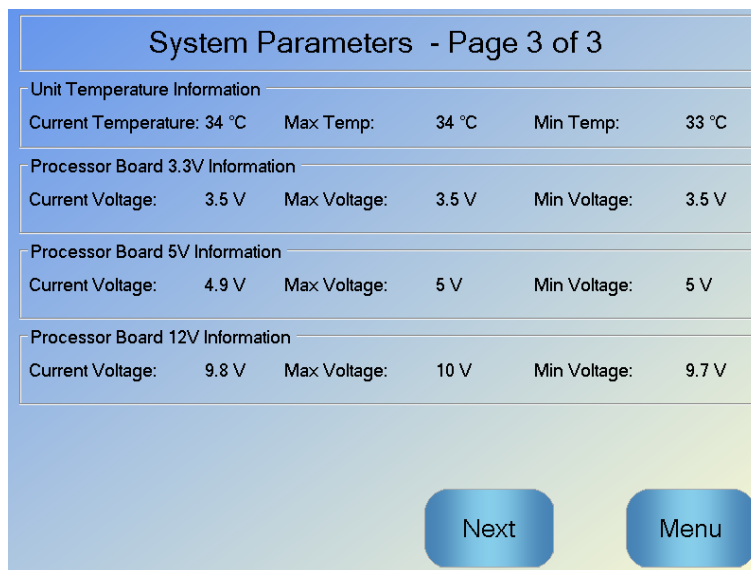 System Parameters - Page 3 of 3
Unit Temperature Information
Current Temperature: 34 °C Max Temp: 34 °C Min Temp: 33 °C
Processor Board 3.3V Information
Current Voltage: 3.5 V Max Voltage: 3.5 V Min Voltage: 3.5 V
Processor Board 5V Information
Current Voltage: 4.9 V Max Voltage: 5 V Min Voltage: 5 V
Processor Board 12V Information
Current Voltage: 9.8 V Max Voltage: 10 V Min Voltage: 9.7 V
Next Menu